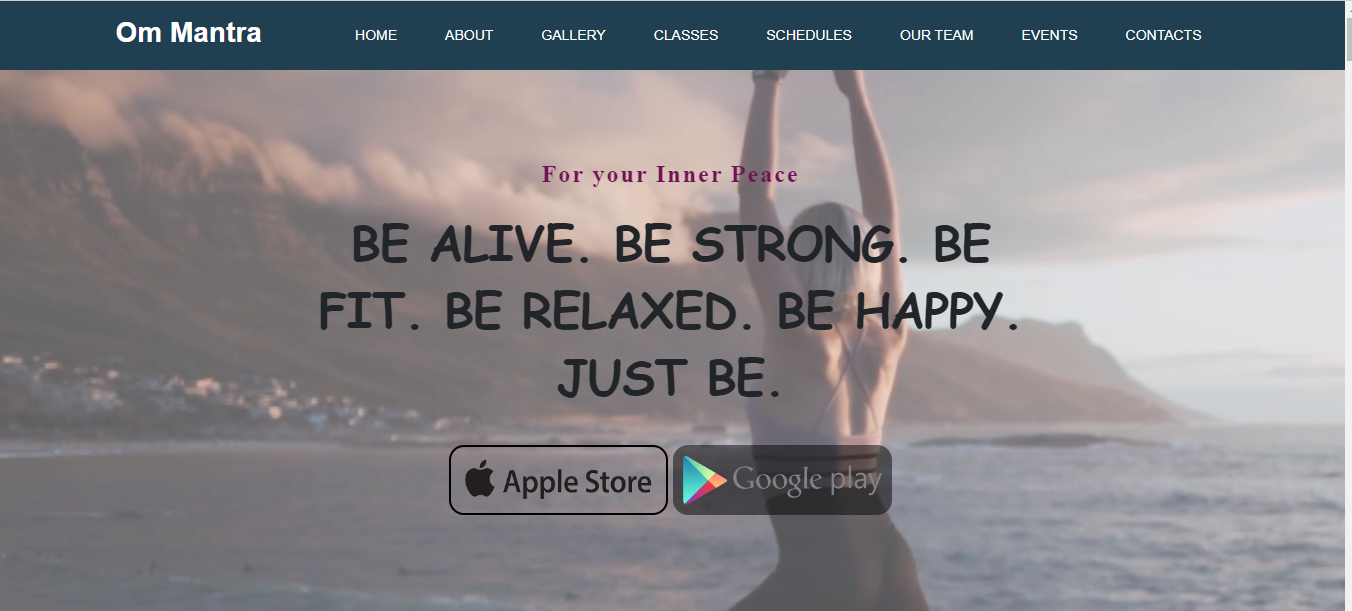 Om Mantra HOME ABOUT GALLERY CLASSES SCHEDULES OUR TEAM EVENTS CONTACTS
For your Inner Peace
BE ALIVE. BE STRONG. BE
FIT. BE RELAXED. BE HAPPY.
JUST BE.
Apple Store Google play